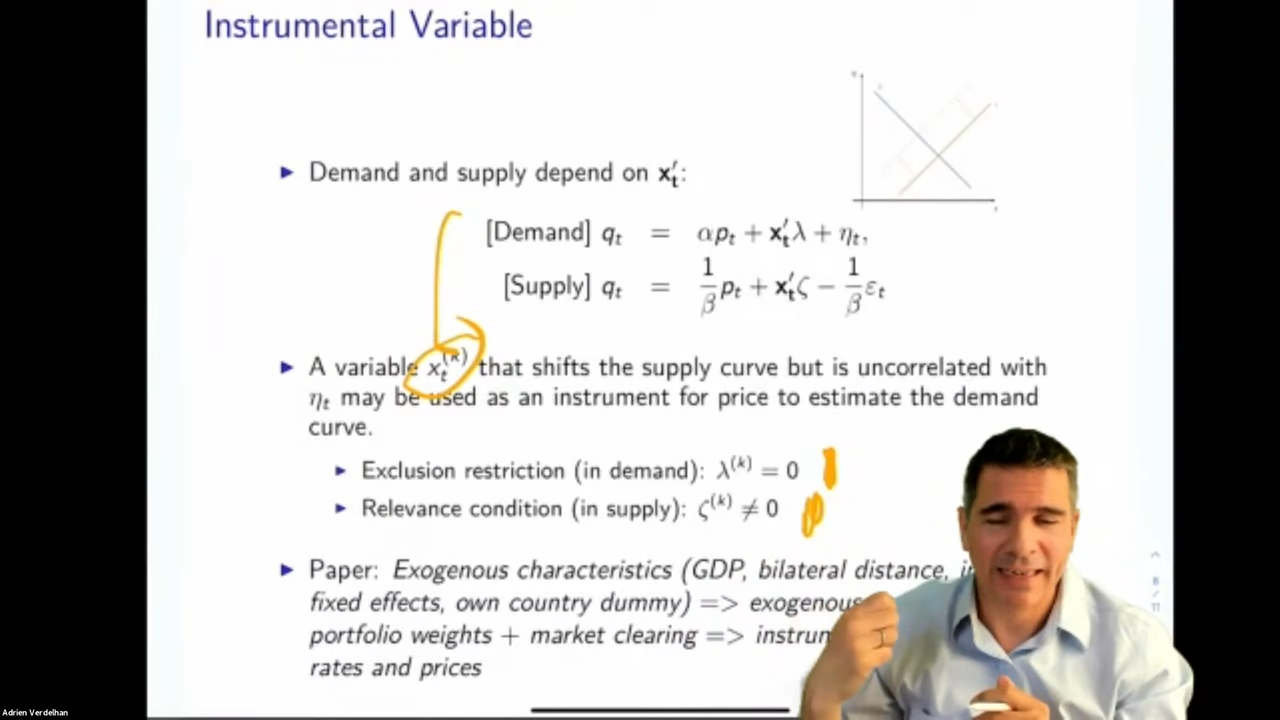 Instrumental Variable
▶ Demand and supply depend on x′ₜ:
[Demand] qₜ = αpₜ + x′ₜλ + ηₜ,
[Supply] qₜ = 1/β pₜ + x′ₜζ − 1/β εₜ
▶ A variable xₜ⁽ᵏ⁾ that shifts the supply curve but is uncorrelated with
ηₜ may be used as an instrument for price to estimate the demand
curve.
▶ Exclusion restriction (in demand): λ⁽ᵏ⁾ = 0
▶ Relevance condition (in supply): ζ⁽ᵏ⁾ ≠ 0
▶ Paper: Exogenous characteristics (GDP, bilateral distance,
fixed effects, own country dummy) => exogenous
portfolio weights + market clearing =>
rates and prices
Adrien Verdelhan